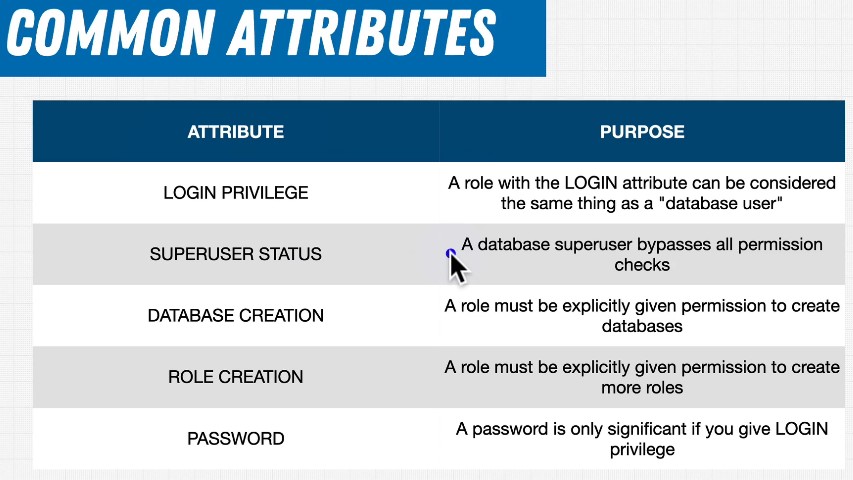 COMMON ATTRIBUTES
ATTRIBUTE
PURPOSE
LOGIN PRIVILEGE
A role with the LOGIN attribute can be considered
the same thing as a "database user"
SUPERUSER STATUS
A database superuser bypasses all permission
checks
DATABASE CREATION
A role must be explicitly given permission to create
databases
ROLE CREATION
A role must be explicitly given permission to create
more roles
PASSWORD
A password is only significant if you give LOGIN
privilege